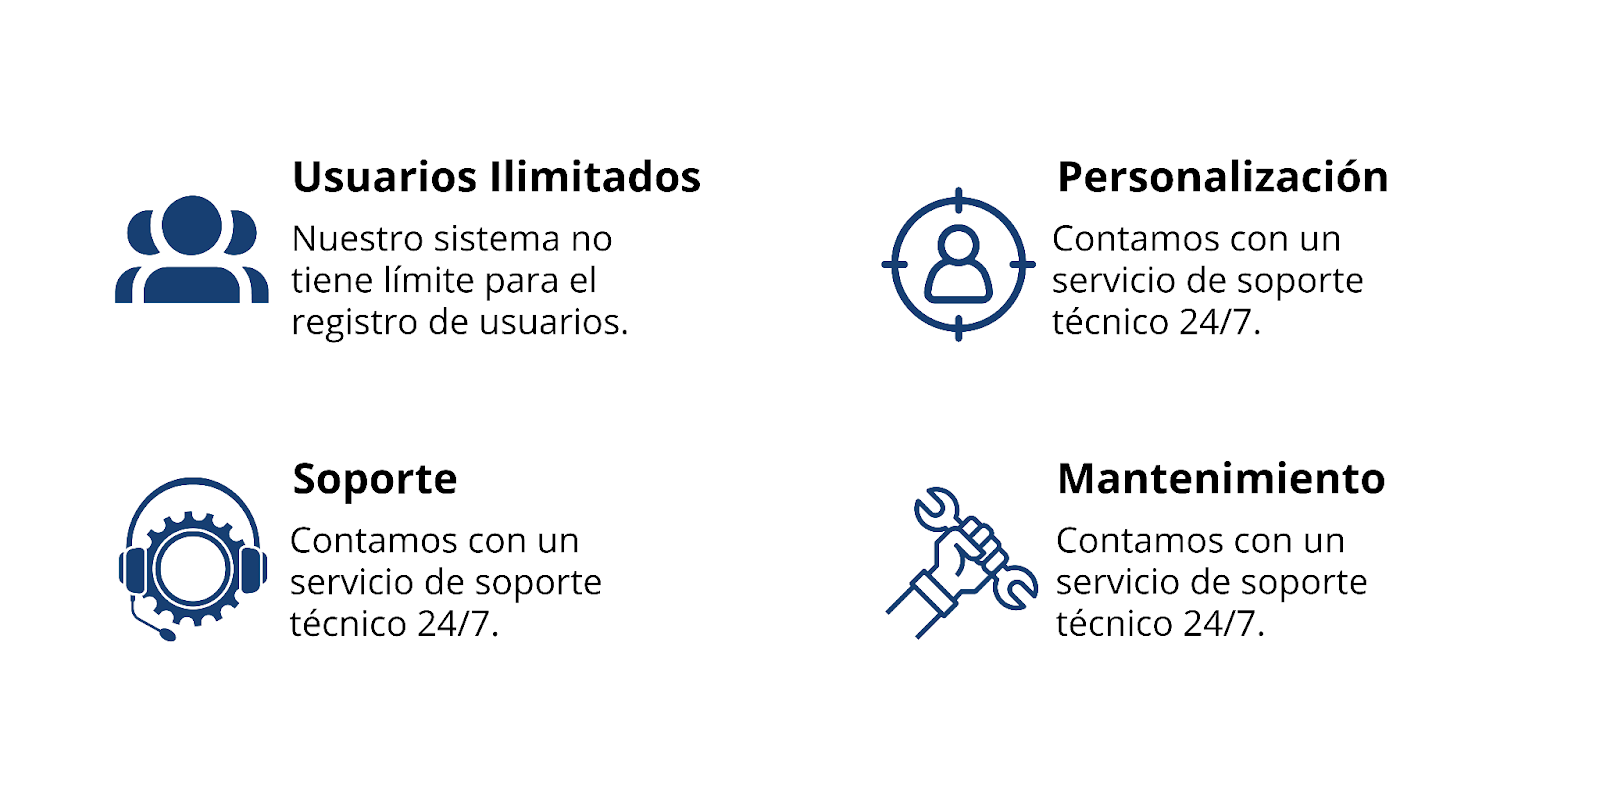 Usuarios Ilimitados
Nuestro sistema no
tiene límite para el
registro de usuarios.
Personalización
Contamos con un
servicio de soporte
técnico 24/7.
Soporte
Contamos con un
servicio de soporte
técnico 24/7.
Mantenimiento
Contamos con un
servicio de soporte
técnico 24/7.